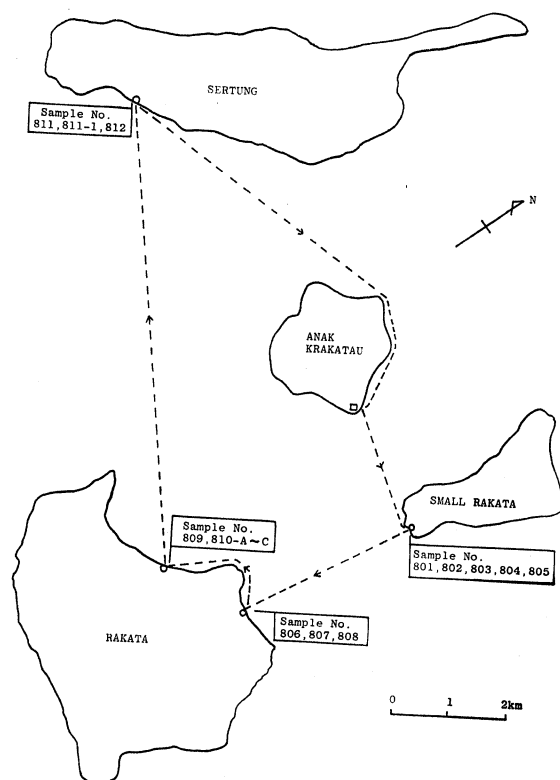 SERTUNG
Sample No.
811,811-1,812
N
ANAK
KRAKATAU
SMALL RAKATA
Sample No.
801,802,803,804,805
Sample No.
809,810-A~C
Sample No.
806,807,808
RAKATA
0 1 2km